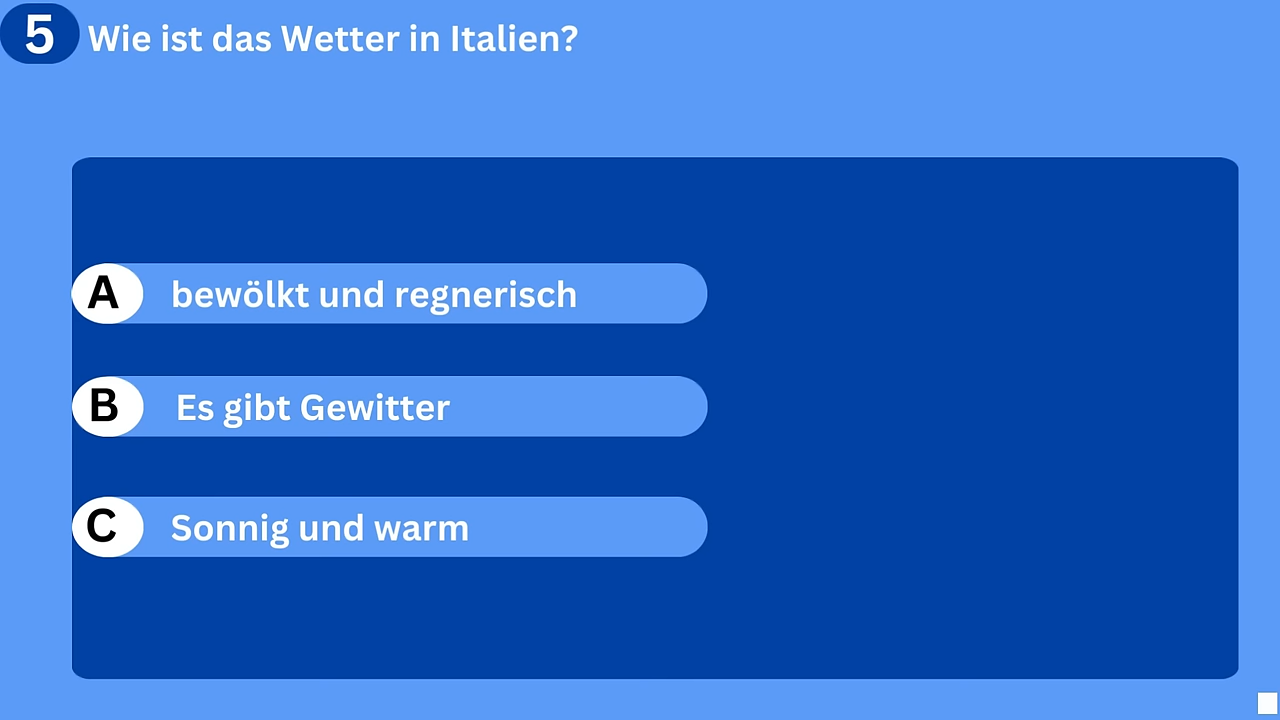 5 Wie ist das Wetter in Italien?
A bewölkt und regnerisch
B Es gibt Gewitter
C Sonnig und warm